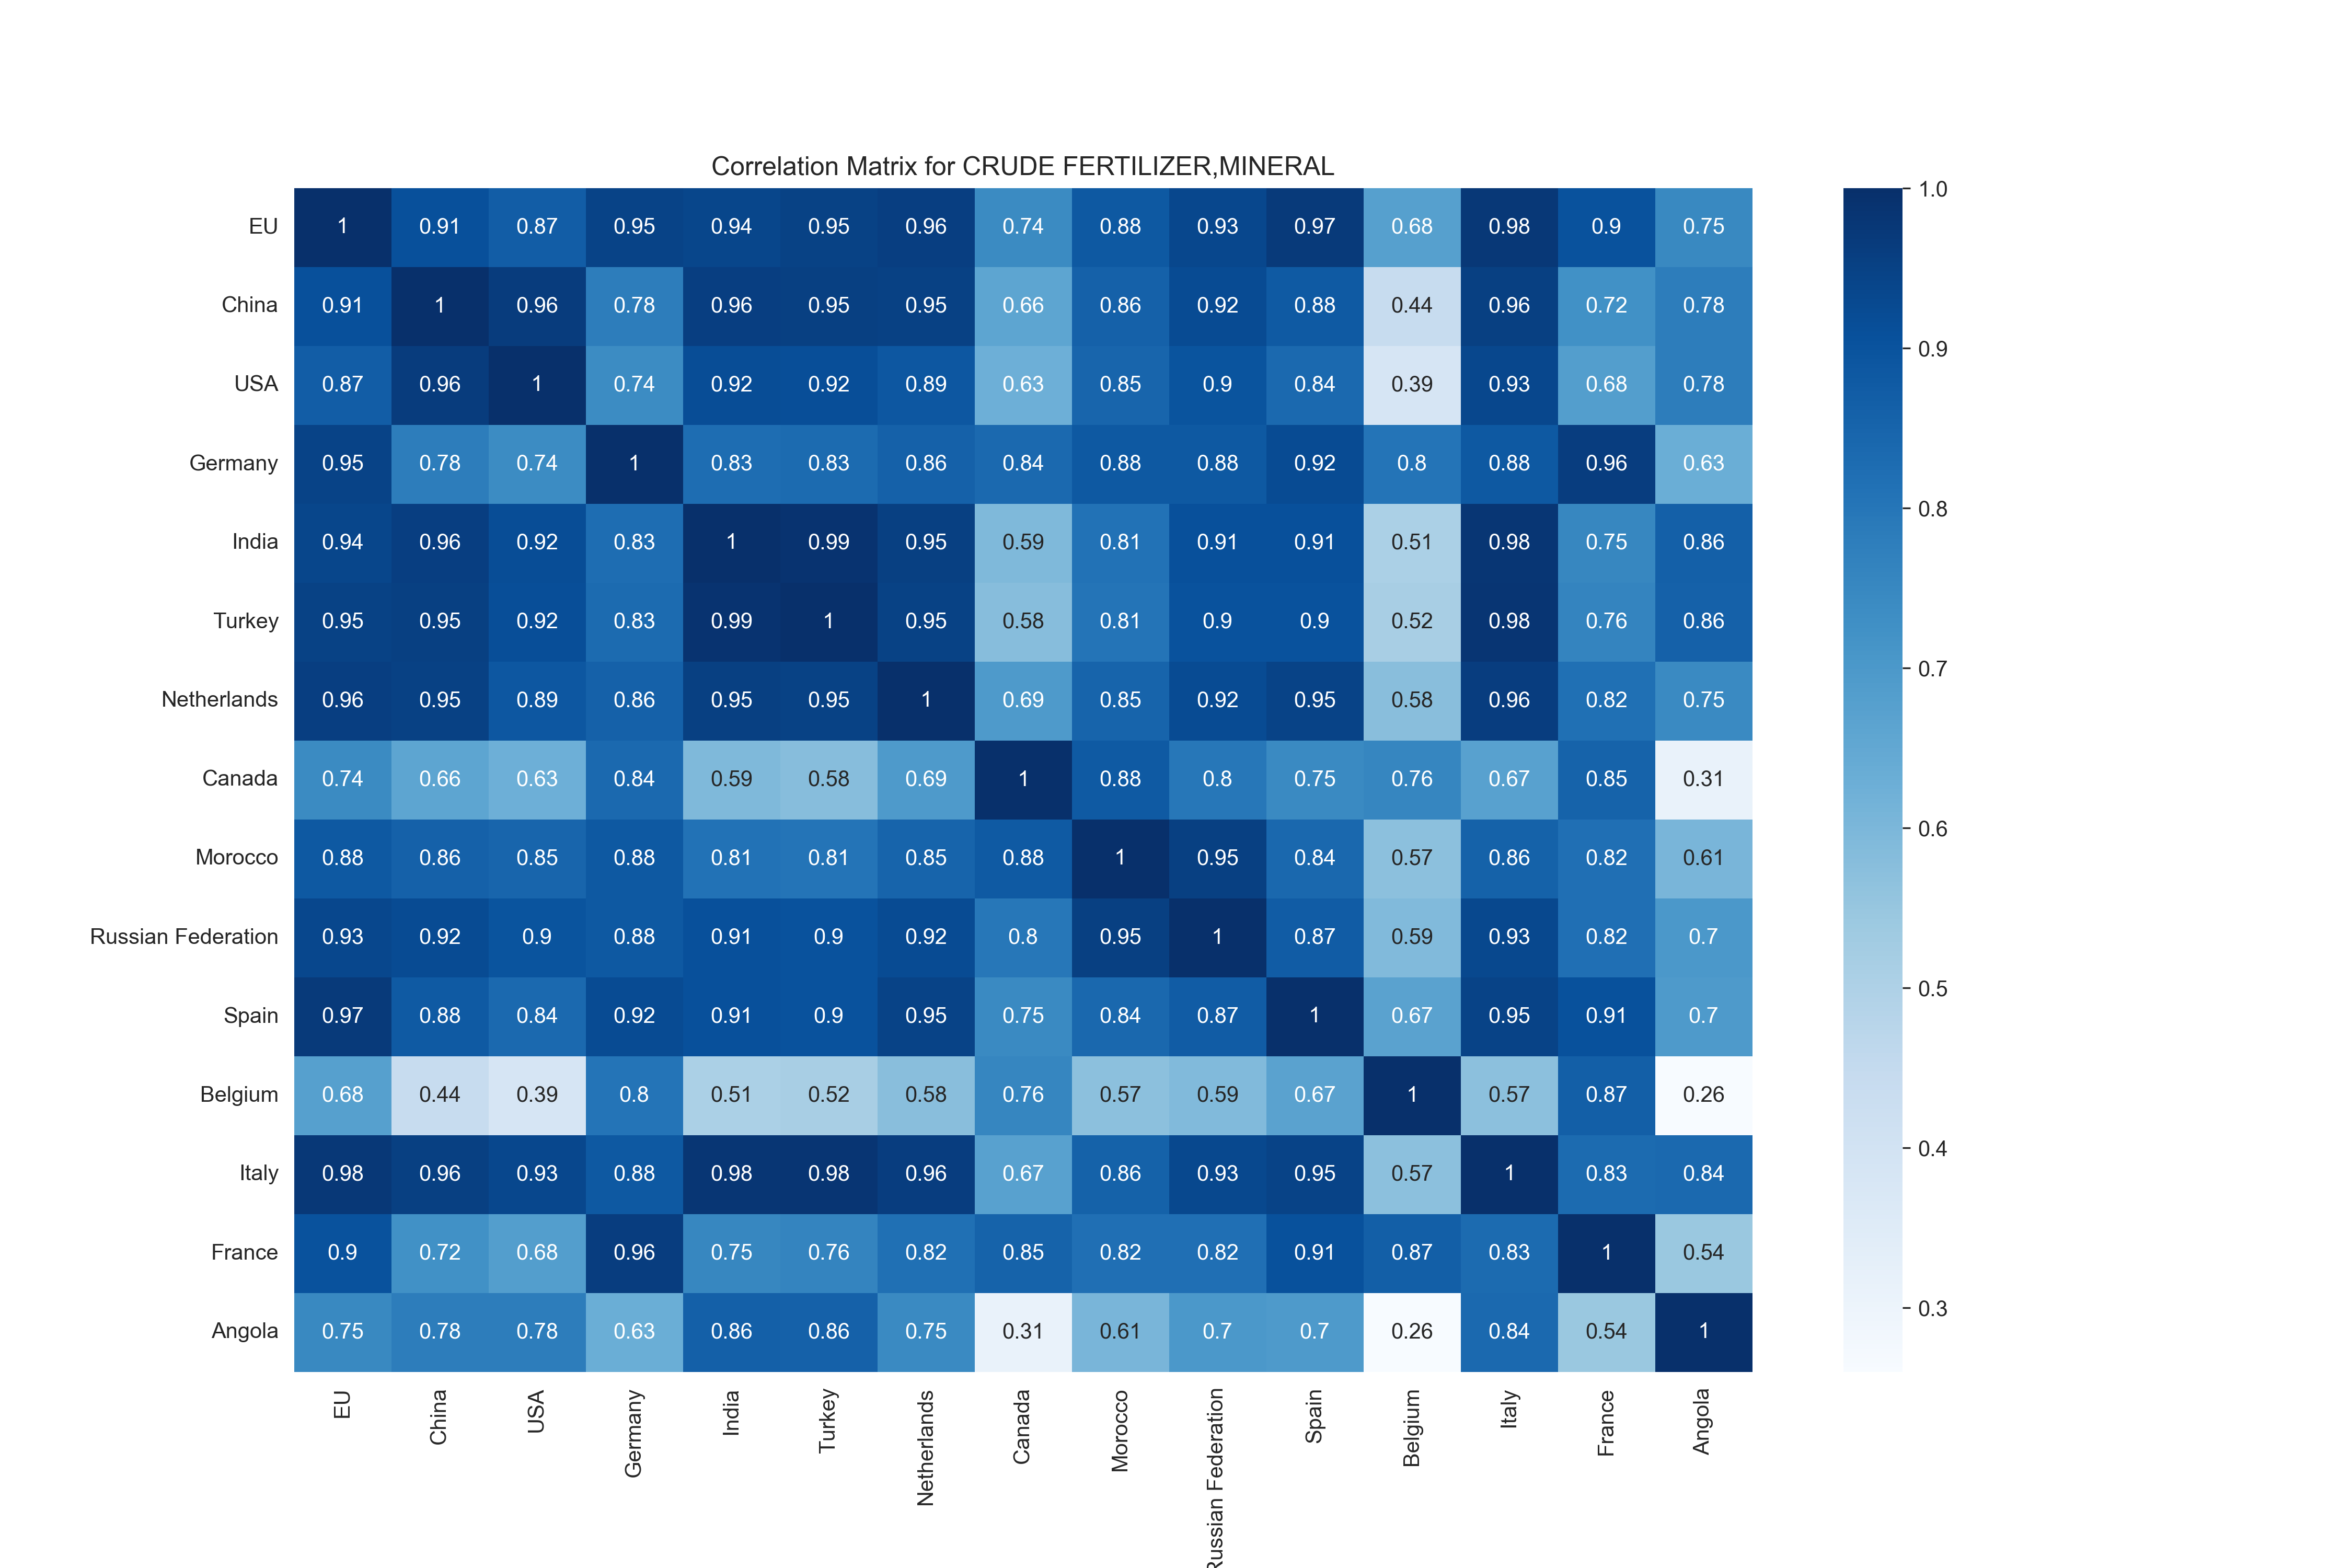 Correlation Matrix for CRUDE FERTILIZER,MINERAL
EU 1 0.91 0.87 0.95 0.94 0.95 0.96 0.74 0.88 0.93 0.97 0.68 0.98 0.9 0.75
China 0.91 1 0.96 0.78 0.96 0.95 0.95 0.66 0.86 0.92 0.88 0.44 0.96 0.72 0.78
USA 0.87 0.96 1 0.74 0.92 0.92 0.89 0.63 0.85 0.9 0.84 0.39 0.93 0.68 0.78
Germany 0.95 0.78 0.74 1 0.83 0.83 0.86 0.84 0.88 0.88 0.92 0.8 0.88 0.96 0.63
India 0.94 0.96 0.92 0.83 1 0.99 0.95 0.59 0.81 0.91 0.91 0.51 0.98 0.75 0.86
Turkey 0.95 0.95 0.92 0.83 0.99 1 0.95 0.58 0.81 0.9 0.9 0.52 0.98 0.76 0.86
Netherlands 0.96 0.95 0.89 0.86 0.95 0.95 1 0.69 0.85 0.92 0.95 0.58 0.96 0.82 0.75
Canada 0.74 0.66 0.63 0.84 0.59 0.58 0.69 1 0.88 0.8 0.75 0.76 0.67 0.85 0.31
Morocco 0.88 0.86 0.85 0.88 0.81 0.81 0.85 0.88 1 0.95 0.84 0.57 0.86 0.82 0.61
Russian Federation 0.93 0.92 0.9 0.88 0.91 0.9 0.92 0.8 0.95 1 0.87 0.59 0.93 0.82 0.7
Spain 0.97 0.88 0.84 0.92 0.91 0.9 0.95 0.75 0.84 0.87 1 0.67 0.95 0.91 0.7
Belgium 0.68 0.44 0.39 0.8 0.51 0.52 0.58 0.76 0.57 0.59 0.67 1 0.57 0.87 0.26
Italy 0.98 0.96 0.93 0.88 0.98 0.98 0.96 0.67 0.86 0.93 0.95 0.57 1 0.83 0.84
France 0.9 0.72 0.68 0.96 0.75 0.76 0.82 0.85 0.82 0.82 0.91 0.87 0.83 1 0.54
Angola 0.75 0.78 0.78 0.63 0.86 0.86 0.75 0.31 0.61 0.7 0.7 0.26 0.84 0.54 1
EU China USA Germany India Turkey Netherlands Canada Morocco Russian Federation Spain Belgium Italy France Angola
1.0
0.9
0.8
0.7
0.6
0.5
0.4
0.3